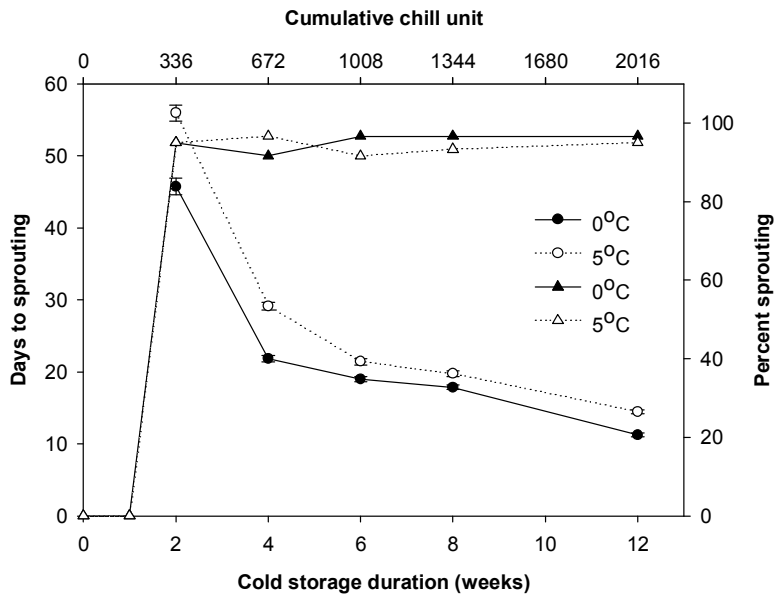 Cumulative chill unit
0 336 672 1008 1344 1680 2016
60
50
40
30
20
10
0
Days to sprouting
100
80
60
40
20
0
Percent sprouting
0°C
5°C
0°C
5°C
0 2 4 6 8 10 12
Cold storage duration (weeks)